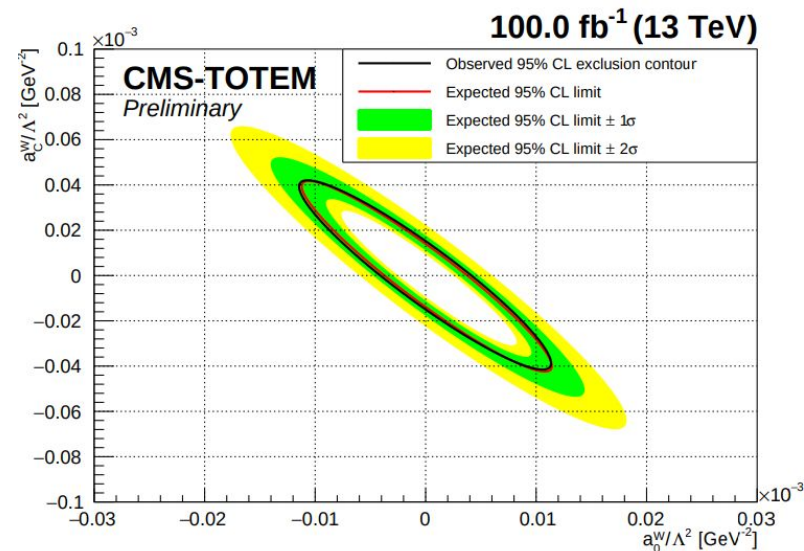 100.0 fb⁻¹ (13 TeV)
×10⁻³
CMS-TOTEM
Preliminary
Observed 95% CL exclusion contour
Expected 95% CL limit
Expected 95% CL limit ± 1σ
Expected 95% CL limit ± 2σ
a_C^W/Λ² [GeV⁻²]
0.1
0.08
0.06
0.04
0.02
0
−0.02
−0.04
−0.06
−0.08
−0.1
−0.03 −0.02 −0.01 0 0.01 0.02 0.03
×10⁻³
a_0^W/Λ² [GeV⁻²]